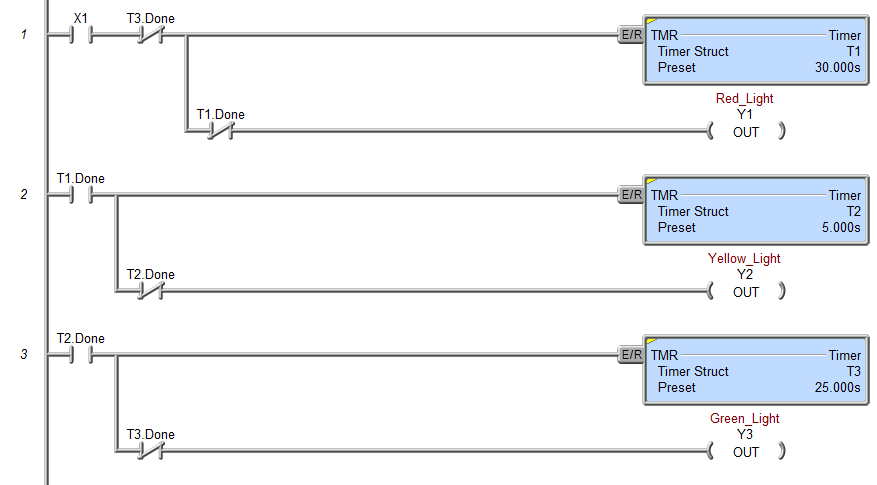 X1 T3.Done
1 E/R TMR Timer
Timer Struct T1
Preset 30.000s
Red_Light
T1.Done Y1
OUT
T1.Done
2 E/R TMR Timer
Timer Struct T2
Preset 5.000s
Yellow_Light
T2.Done Y2
OUT
T2.Done
3 E/R TMR Timer
Timer Struct T3
Preset 25.000s
Green_Light
T3.Done Y3
OUT